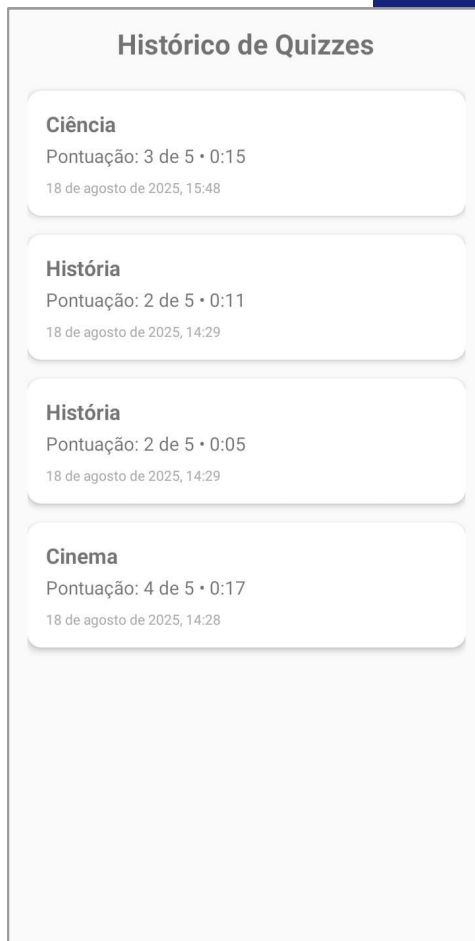 Histórico de Quizzes
Ciência
Pontuação: 3 de 5 • 0:15
18 de agosto de 2025, 15:48
História
Pontuação: 2 de 5 • 0:11
18 de agosto de 2025, 14:29
História
Pontuação: 2 de 5 • 0:05
18 de agosto de 2025, 14:29
Cinema
Pontuação: 4 de 5 • 0:17
18 de agosto de 2025, 14:28